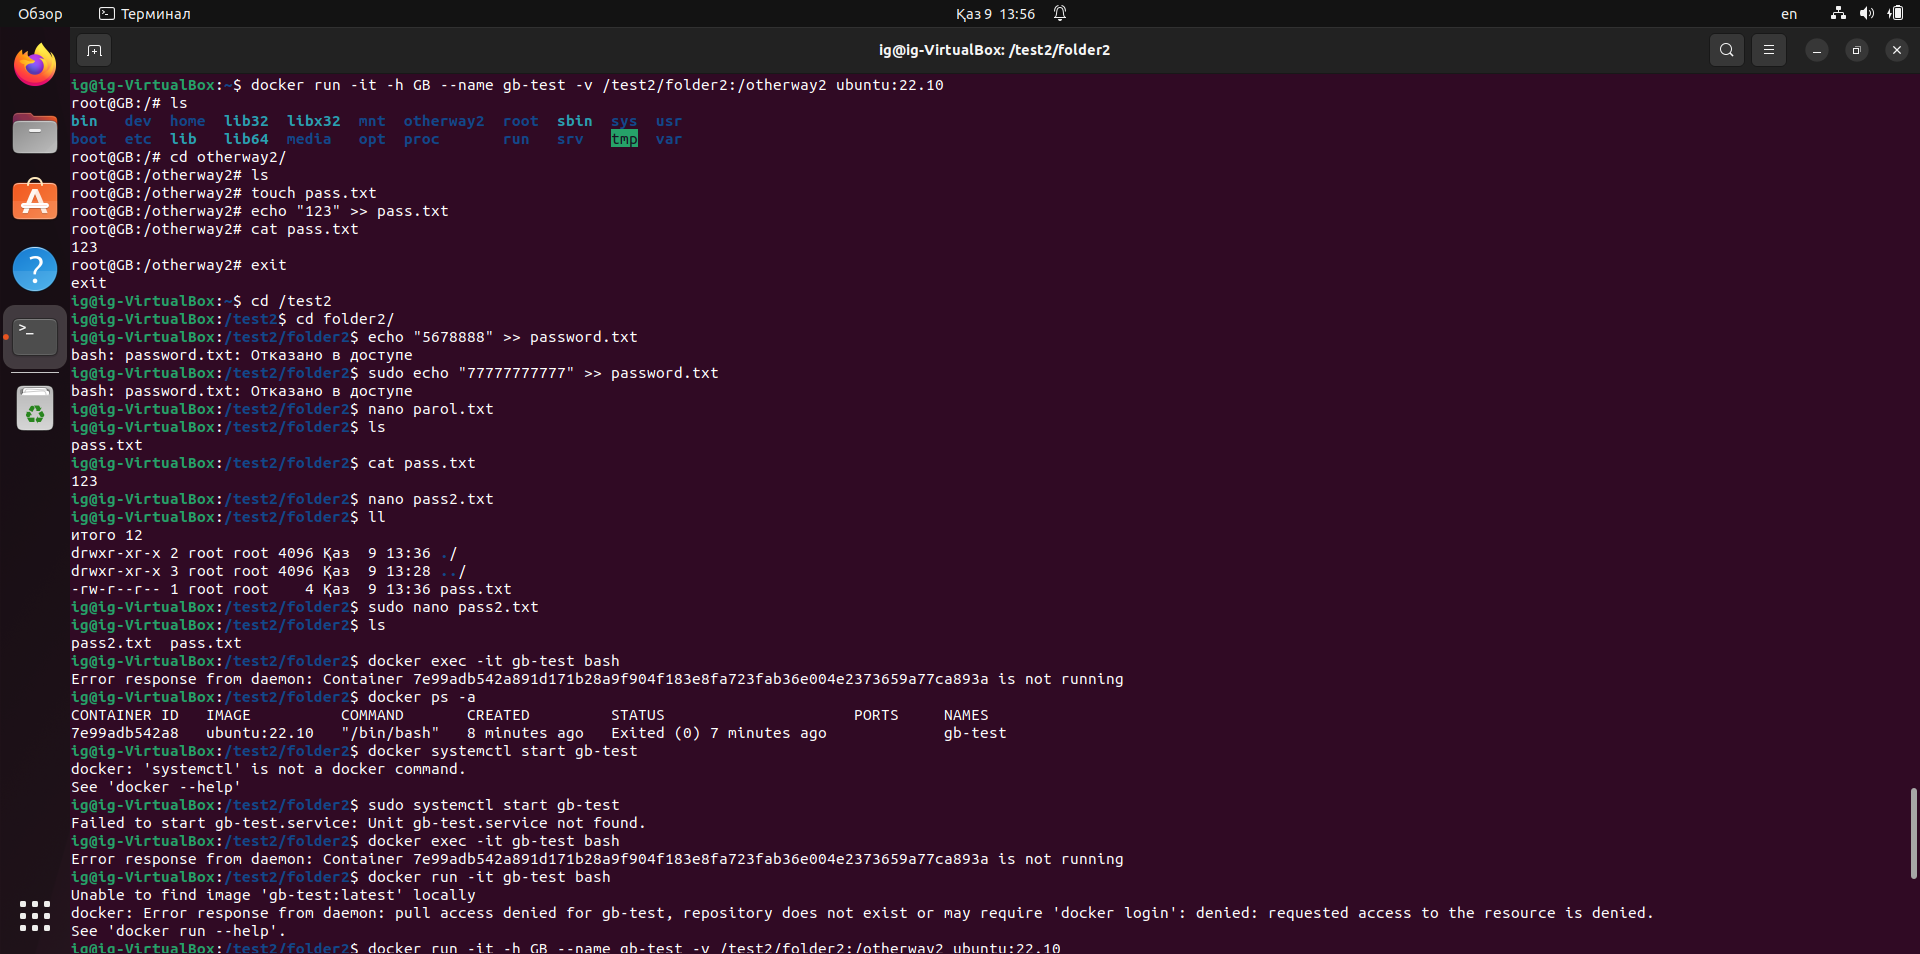 Обзор
Терминал
Қаз 9 13:56
en
ig@ig-VirtualBox: /test2/folder2
ig@ig-VirtualBox:~$ docker run -it -h GB --name gb-test -v /test2/folder2:/otherway2 ubuntu:22.10
root@GB:/# ls
bin dev home lib32 libx32 mnt otherway2 root sbin sys usr
boot etc lib lib64 media opt proc run srv tmp var
root@GB:/# cd otherway2/
root@GB:/otherway2# ls
root@GB:/otherway2# touch pass.txt
root@GB:/otherway2# echo "123" >> pass.txt
root@GB:/otherway2# cat pass.txt
123
root@GB:/otherway2# exit
exit
ig@ig-VirtualBox:~$ cd /test2
ig@ig-VirtualBox:/test2$ cd folder2/
ig@ig-VirtualBox:/test2/folder2$ echo "5678888" >> password.txt
bash: password.txt: Отказано в доступе
ig@ig-VirtualBox:/test2/folder2$ sudo echo "77777777777" >> password.txt
bash: password.txt: Отказано в доступе
ig@ig-VirtualBox:/test2/folder2$ nano parol.txt
ig@ig-VirtualBox:/test2/folder2$ ls
pass.txt
ig@ig-VirtualBox:/test2/folder2$ cat pass.txt
123
ig@ig-VirtualBox:/test2/folder2$ nano pass2.txt
ig@ig-VirtualBox:/test2/folder2$ ll
итого 12
drwxr-xr-x 2 root root 4096 Қаз 9 13:36 ./
drwxr-xr-x 3 root root 4096 Қаз 9 13:28 ../
-rw-r--r-- 1 root root 4 Қаз 9 13:36 pass.txt
ig@ig-VirtualBox:/test2/folder2$ sudo nano pass2.txt
ig@ig-VirtualBox:/test2/folder2$ ls
pass2.txt pass.txt
ig@ig-VirtualBox:/test2/folder2$ docker exec -it gb-test bash
Error response from daemon: Container 7e99adb542a891d171b28a9f904f183e8fa723fab36e004e2373659a77ca893a is not running
ig@ig-VirtualBox:/test2/folder2$ docker ps -a
CONTAINER ID IMAGE COMMAND CREATED STATUS PORTS NAMES
7e99adb542a8 ubuntu:22.10 "/bin/bash" 8 minutes ago Exited (0) 7 minutes ago gb-test
ig@ig-VirtualBox:/test2/folder2$ docker systemctl start gb-test
docker: 'systemctl' is not a docker command.
See 'docker --help'
ig@ig-VirtualBox:/test2/folder2$ sudo systemctl start gb-test
Failed to start gb-test.service: Unit gb-test.service not found.
ig@ig-VirtualBox:/test2/folder2$ docker exec -it gb-test bash
Error response from daemon: Container 7e99adb542a891d171b28a9f904f183e8fa723fab36e004e2373659a77ca893a is not running
ig@ig-VirtualBox:/test2/folder2$ docker run -it gb-test bash
Unable to find image 'gb-test:latest' locally
docker: Error response from daemon: pull access denied for gb-test, repository does not exist or may require 'docker login': denied: requested access to the resource is denied.
See 'docker run --help'.
ig@ig-VirtualBox:/test2/folder2$ docker run -it -h GB --name gb-test -v /test2/folder2:/otherway2 ubuntu:22.10